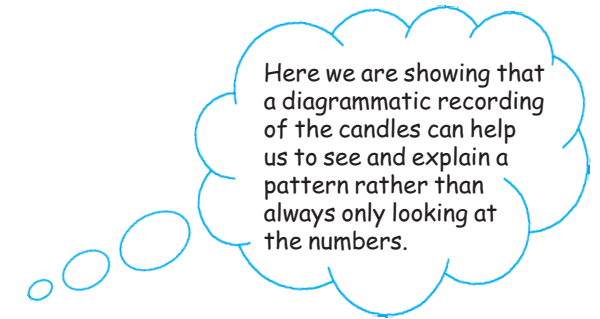 Here we are showing that
a diagrammatic recording
of the candles can help
us to see and explain a
pattern rather than
always only looking at
the numbers.